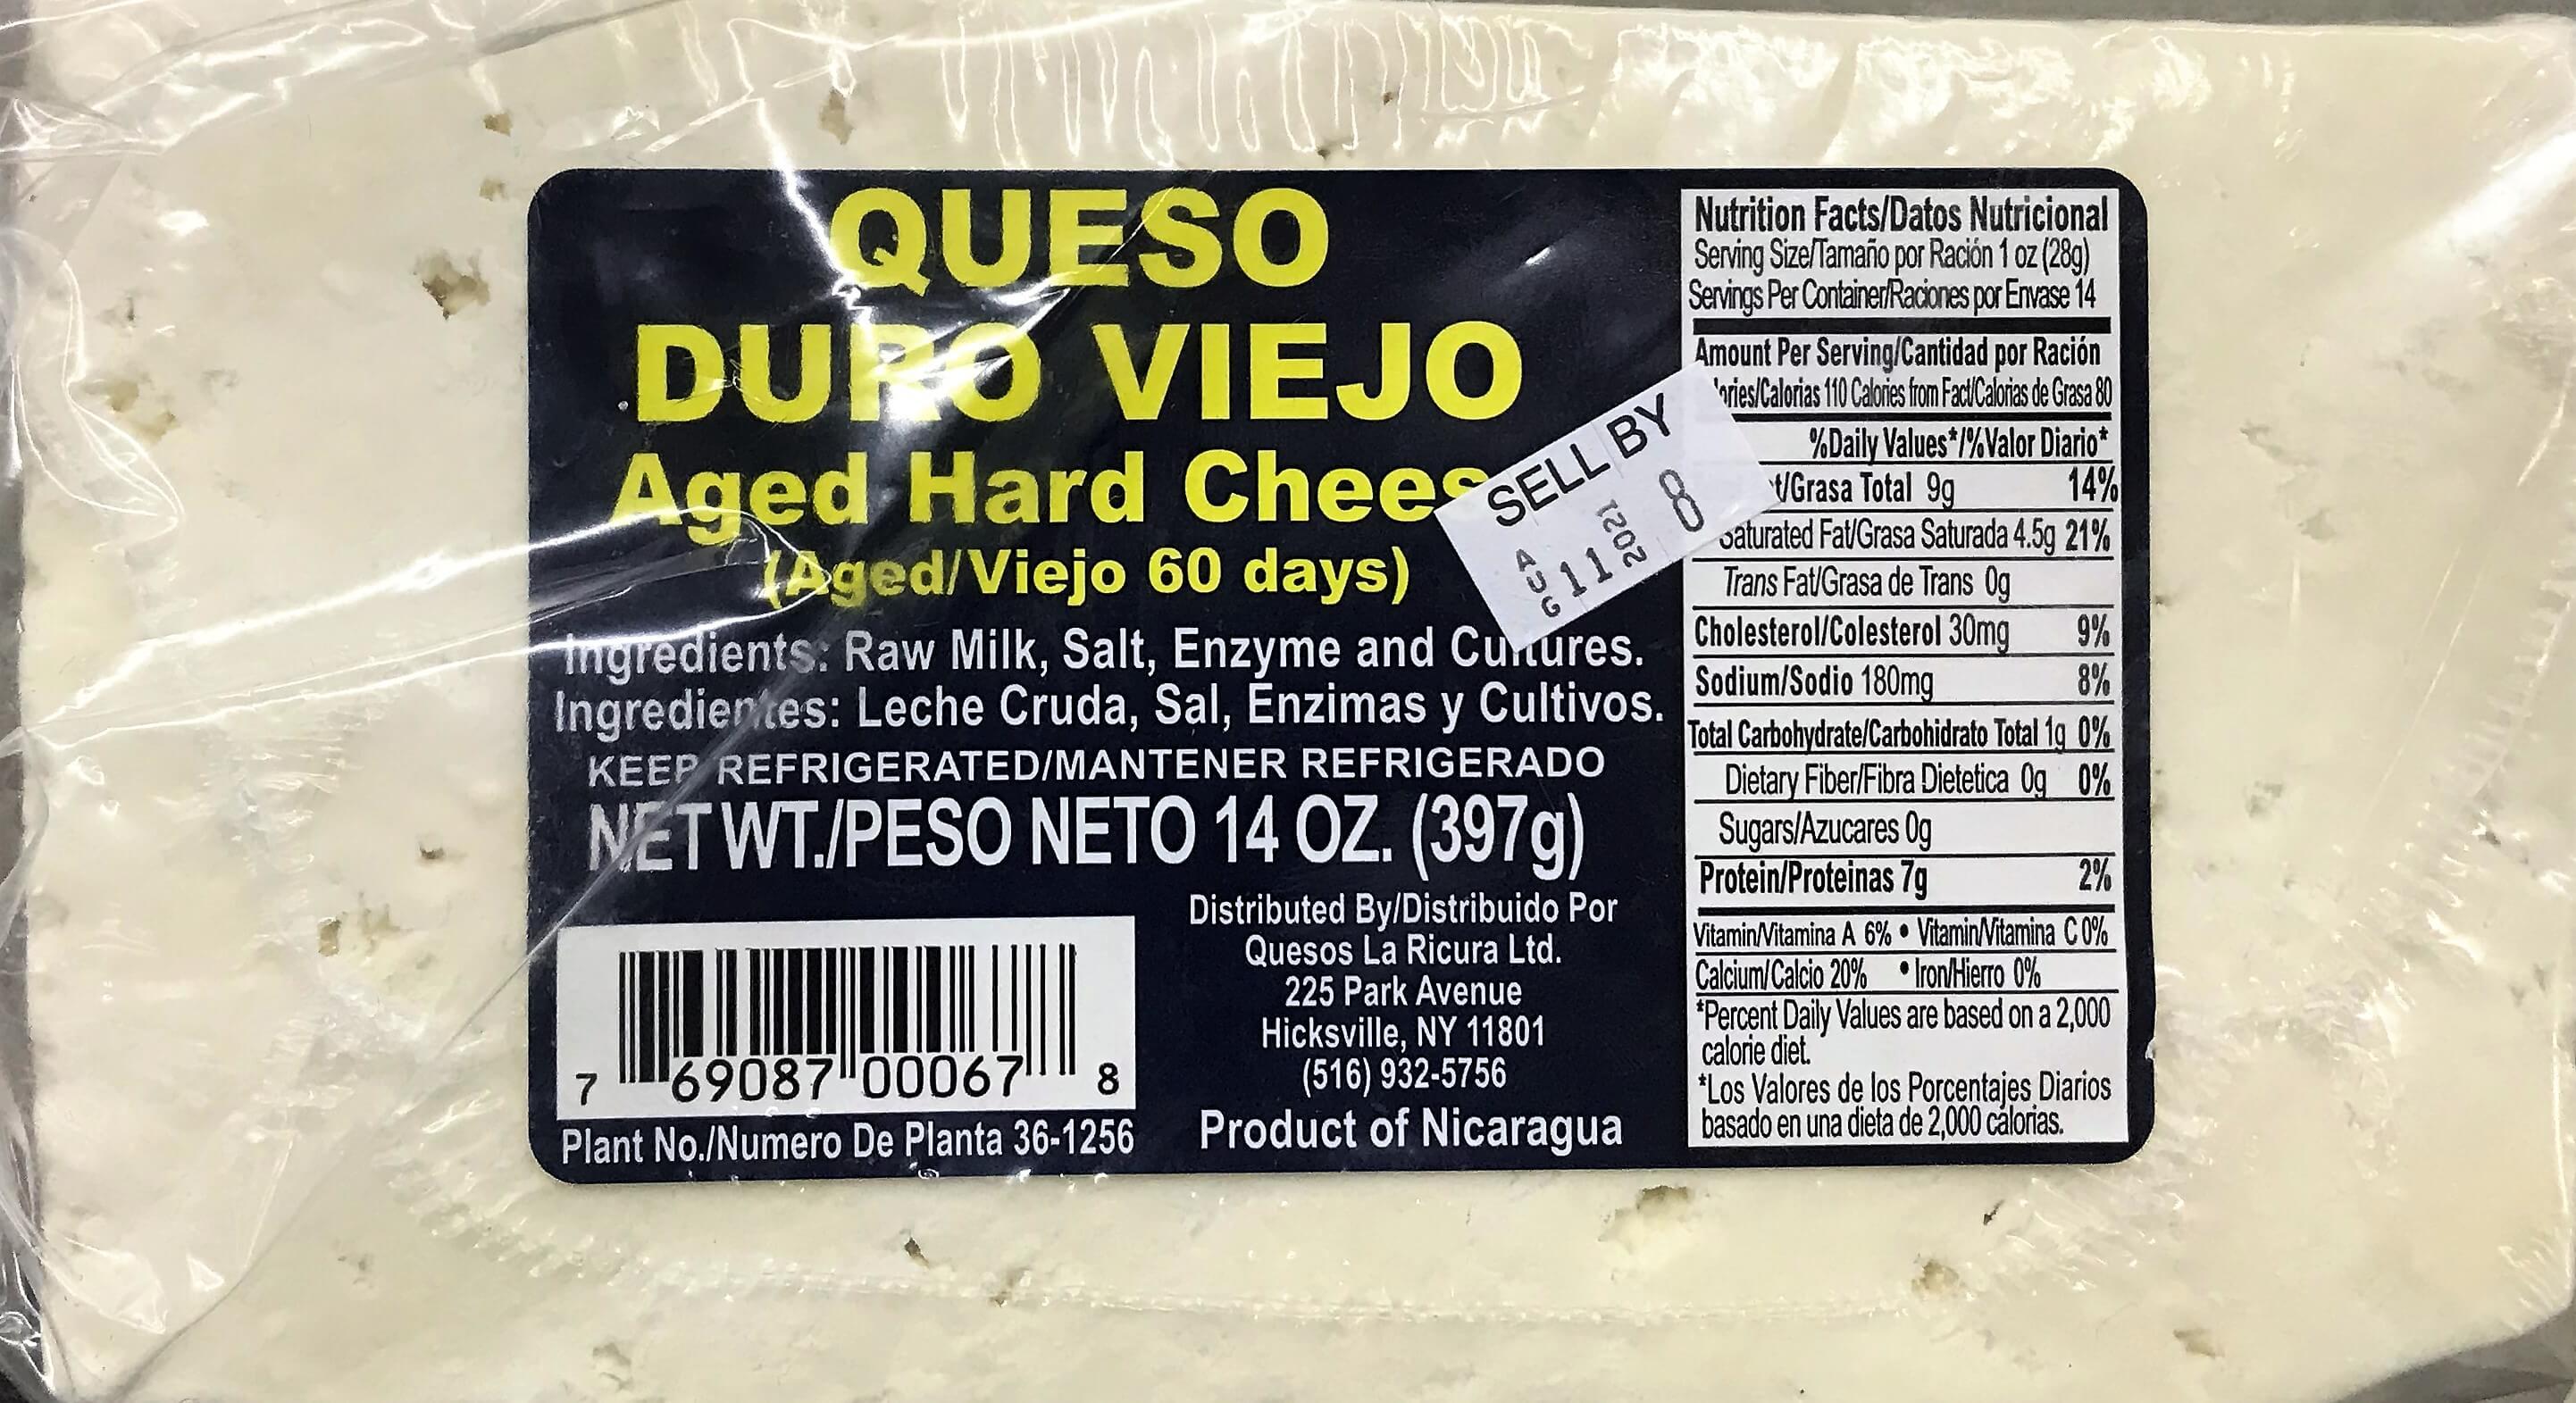 QUESO
DURO VIEJO
Aged Hard Chees
(Aged/Viejo 60 days)
Ingredients: Raw Milk, Salt, Enzyme and Cultures.
Ingredientes: Leche Cruda, Sal, Enzimas y Cultivos.
KEEP REFRIGERATED/MANTENER REFRIGERADO
NET WT./PESO NETO 14 OZ. (397g)
7 69087 00067 8
Plant No./Numero De Planta 36-1256
Distributed By/Distribuido Por
Quesos La Ricura Ltd.
225 Park Avenue
Hicksville, NY 11801
(516) 932-5756
Product of Nicaragua
SELL BY
AUG 11 2021 8
Nutrition Facts/Datos Nutricional
Serving Size/Tamaño por Ración 1 oz (28g)
Servings Per Container/Raciones por Envase 14
Amount Per Serving/Cantidad por Ración
ories/Calorias 110 Calories from Fact/Calorias de Grasa 80
%Daily Values*/%Valor Diario*
t/Grasa Total 9g 14%
Saturated Fat/Grasa Saturada 4.5g 21%
Trans Fat/Grasa de Trans 0g
Cholesterol/Colesterol 30mg 9%
Sodium/Sodio 180mg 8%
Total Carbohydrate/Carbohidrato Total 1g 0%
Dietary Fiber/Fibra Dietetica 0g 0%
Sugars/Azucares 0g
Protein/Proteinas 7g 2%
Vitamin/Vitamina A 6% • Vitamin/Vitamina C 0%
Calcium/Calcio 20% • Iron/Hierro 0%
*Percent Daily Values are based on a 2,000
calorie diet.
*Los Valores de los Porcentajes Diarios
basado en una dieta de 2,000 cálorias.